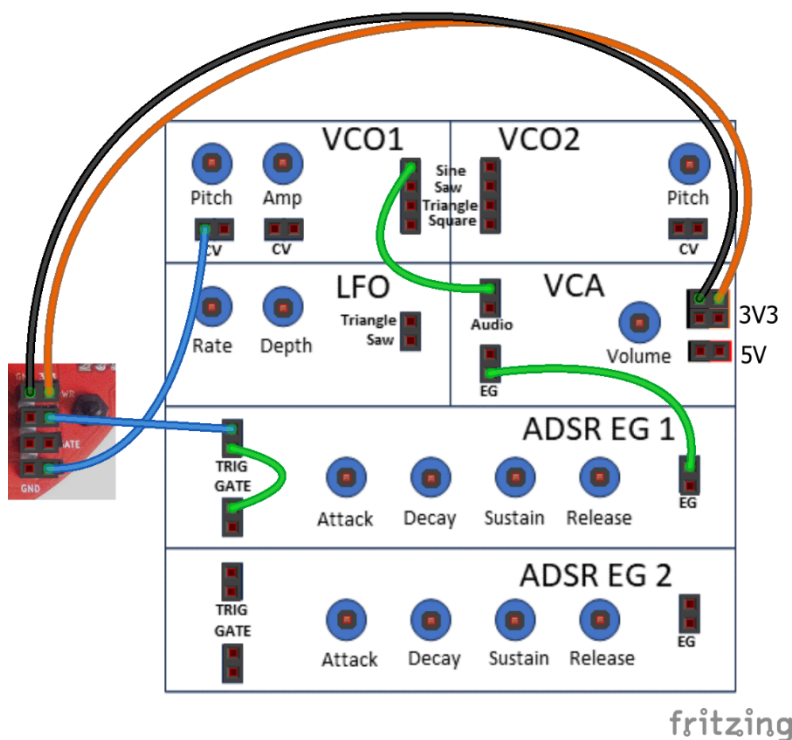 VCO1
VCO2
Pitch
Amp
Sine
Saw
Triangle
Square
Pitch
CV
CV
CV
LFO
VCA
Rate
Depth
Triangle
Saw
Audio
Volume
3V3
5V
EG
GND
GATE
GND
ADSR EG 1
TRIG
GATE
Attack
Decay
Sustain
Release
EG
ADSR EG 2
TRIG
GATE
Attack
Decay
Sustain
Release
EG
fritzing